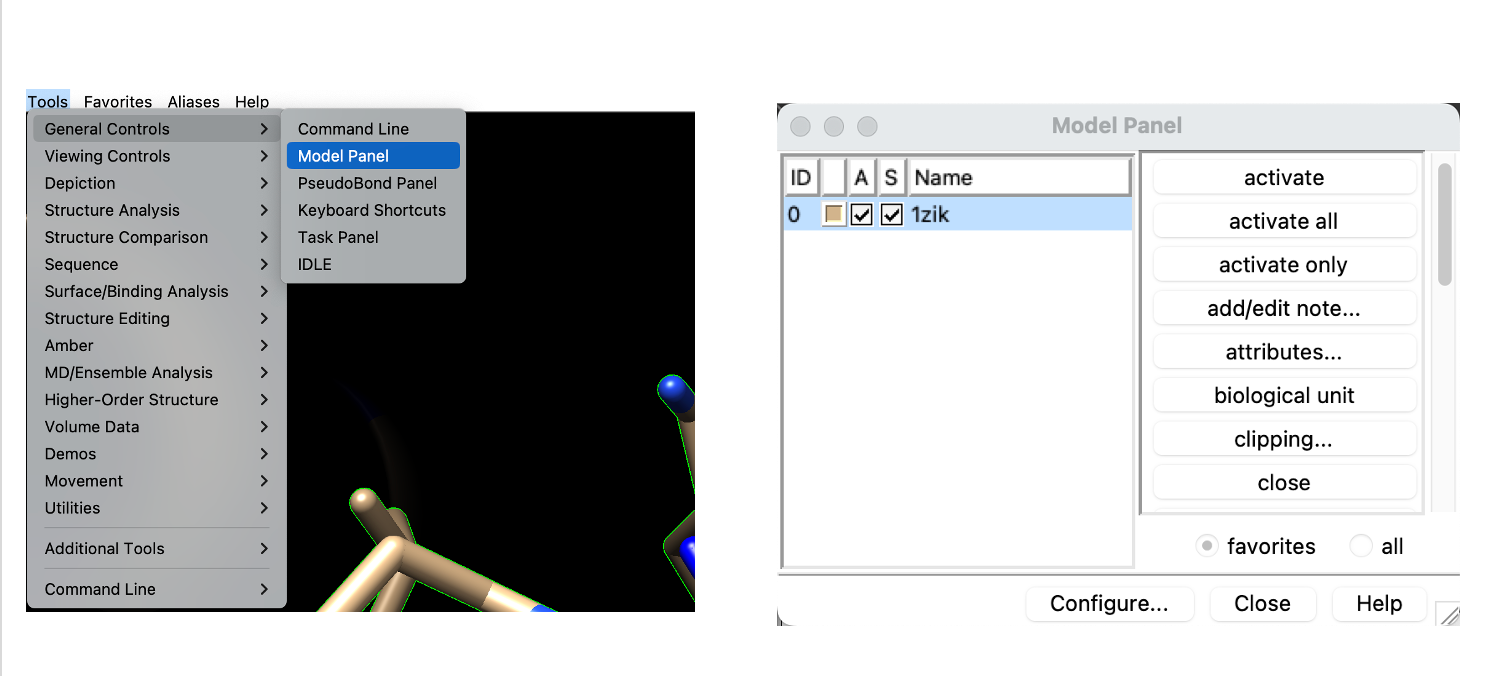 Tools Favorites Aliases Help
General Controls
Viewing Controls
Depiction
Structure Analysis
Structure Comparison
Sequence
Surface/Binding Analysis
Structure Editing
Amber
MD/Ensemble Analysis
Higher-Order Structure
Volume Data
Demos
Movement
Utilities
Additional Tools
Command Line
Command Line
Model Panel
PseudoBond Panel
Keyboard Shortcuts
Task Panel
IDLE
Model Panel
ID A S Name
0 1zik
activate
activate all
activate only
add/edit note...
attributes...
biological unit
clipping...
close
favorites all
Configure... Close Help